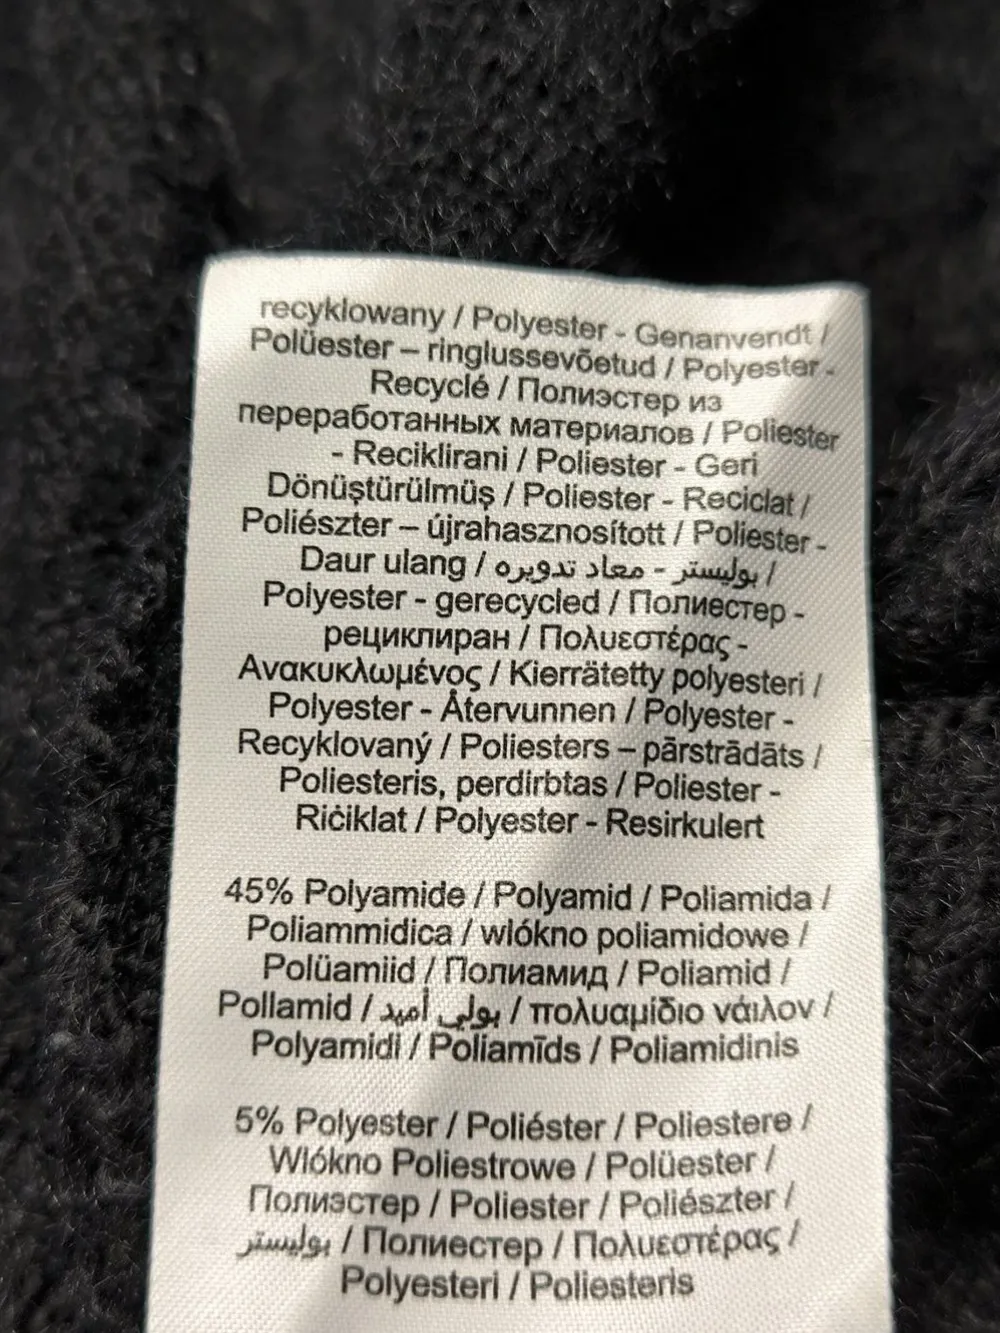 recyklowany / Polyester - Genanvendt /
Polüester – ringlussevõetud / Polyester -
Recyclé / Полиэстер из
переработанных материалов / Poliester
- Reciklirani / Poliester - Geri
Dönüştürülmüş / Poliester - Reciclat /
Poliészter – újrahasznosított / Poliester -
Daur ulang / بوليستر - معاد تدويره /
Polyester - gerecycled / Полиестер -
рециклиран / Πολυεστέρας -
Ανακυκλωμένος / Kierrätetty polyesteri /
Polyester - Återvunnen / Polyester -
Recyklovaný / Poliesters – pārstrādāts /
Poliesteris, perdirbtas / Poliester -
Riċiklat / Polyester - Resirkulert
45% Polyamide / Polyamid / Poliamida /
Poliammidica / wlókno poliamidowe /
Polüamiid / Полиамид / Poliamid /
Pollamid / بولي أميد / πολυαμίδιο νάιλον /
Polyamidi / Poliamīds / Poliamidinis
5% Polyester / Poliéster / Poliestere /
Wlókno Poliestrowe / Polüester /
Полиэстер / Poliester / Poliészter /
بوليستر / Полиестер / Πολυεστέρας /
Polyesteri / Poliesteris